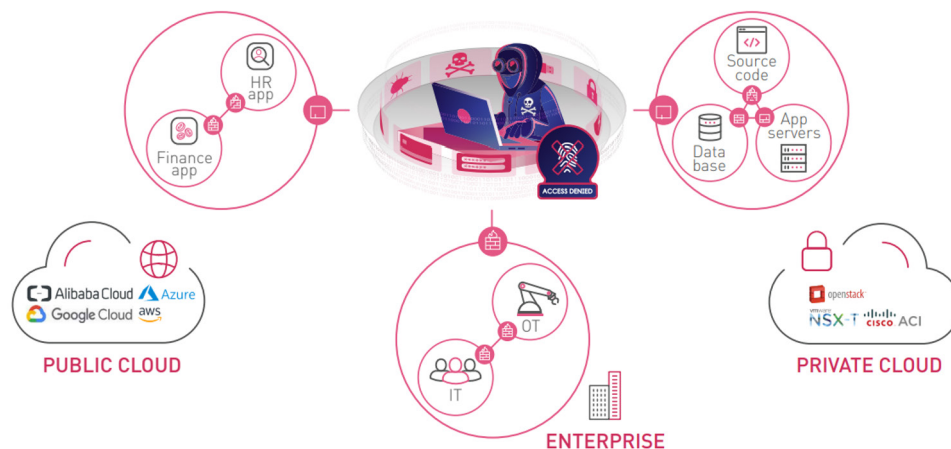 HR
app
Finance
app
ACCESS DENIED
Source
code
Data
base
App
servers
Alibaba Cloud
Azure
Google Cloud
aws
PUBLIC CLOUD
OT
IT
ENTERPRISE
openstack
vmware
NSX-T
CISCO ACI
PRIVATE CLOUD